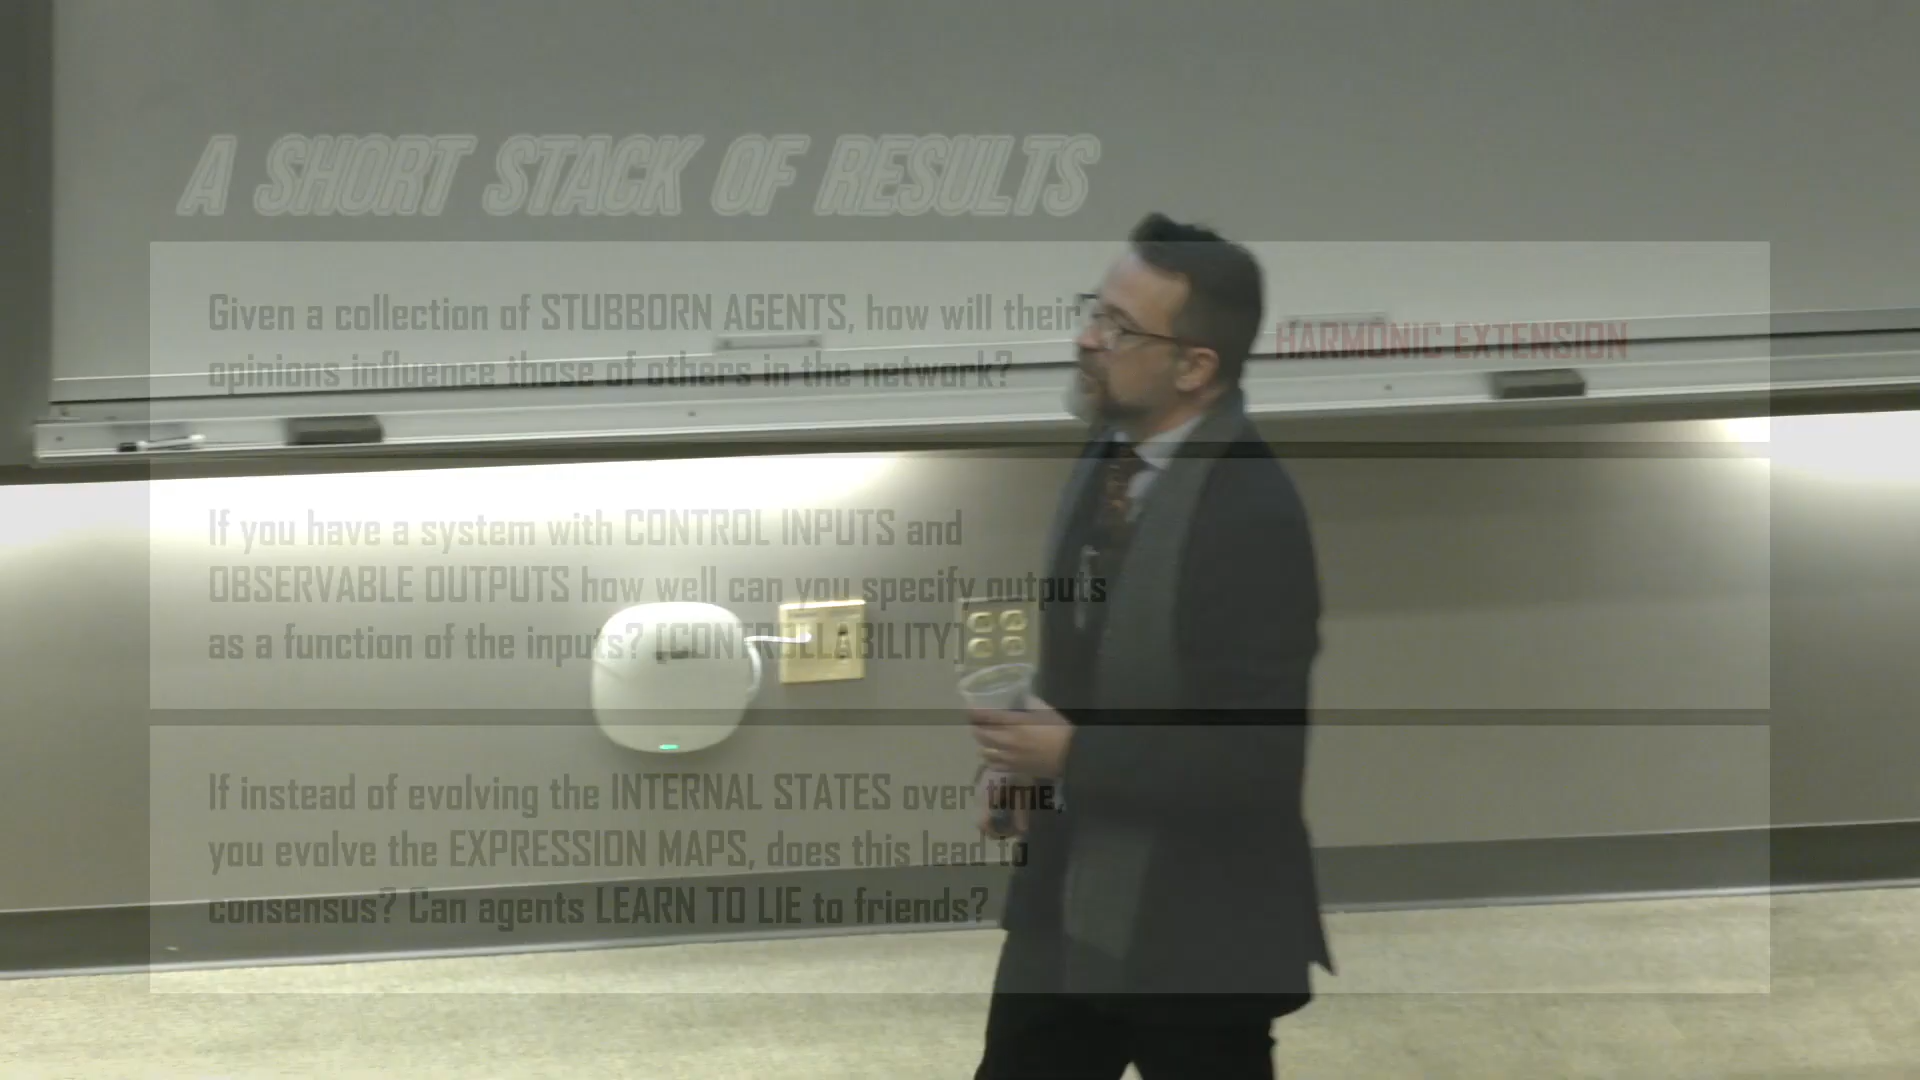 A SHORT STACK OF RESULTS
Given a collection of STUBBORN AGENTS, how will their
opinions influence those of others in the network?
HARMONIC EXTENSION
If you have a system with CONTROL INPUTS and
OBSERVABLE OUTPUTS how well can you specify outputs
as a function of the inputs? [CONTROLLABILITY]
If instead of evolving the INTERNAL STATES over time,
you evolve the EXPRESSION MAPS, does this lead to
consensus? Can agents LEARN TO LIE to friends?